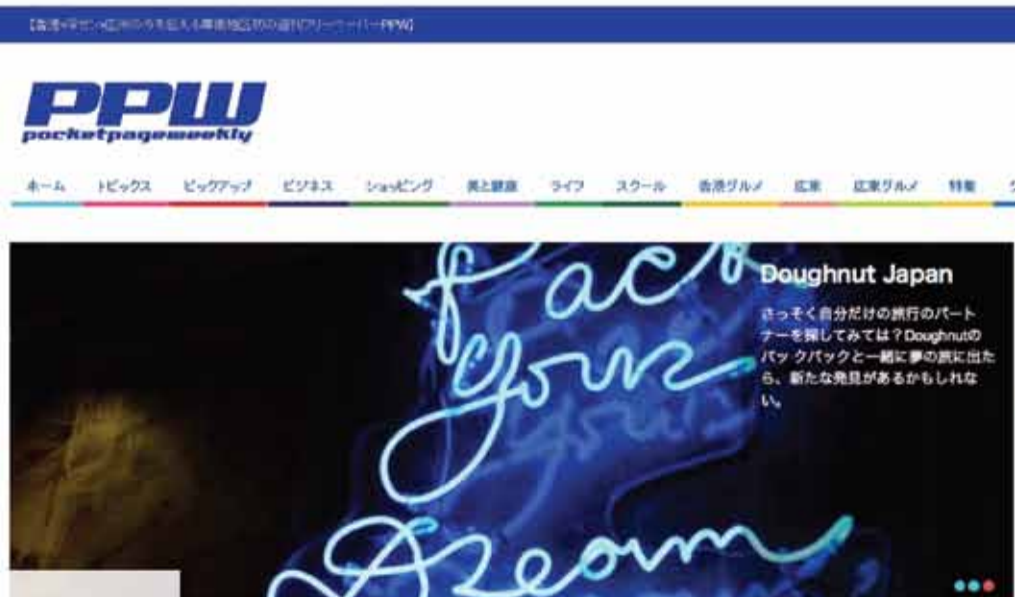 PPW
pocketpageweekly
ホーム トピックス ピックアップ ビジネス ショッピング 美と健康 ライフ スクール 香港グルメ 広東 広東グルメ 特集
Pack
your
Dream
Doughnut Japan
さっそく自分だけの旅行のパート
ナーを探してみては？Doughnutの
バックパックと一緒に夢の旅に出た
ら、新たな発見があるかもしれな
い。